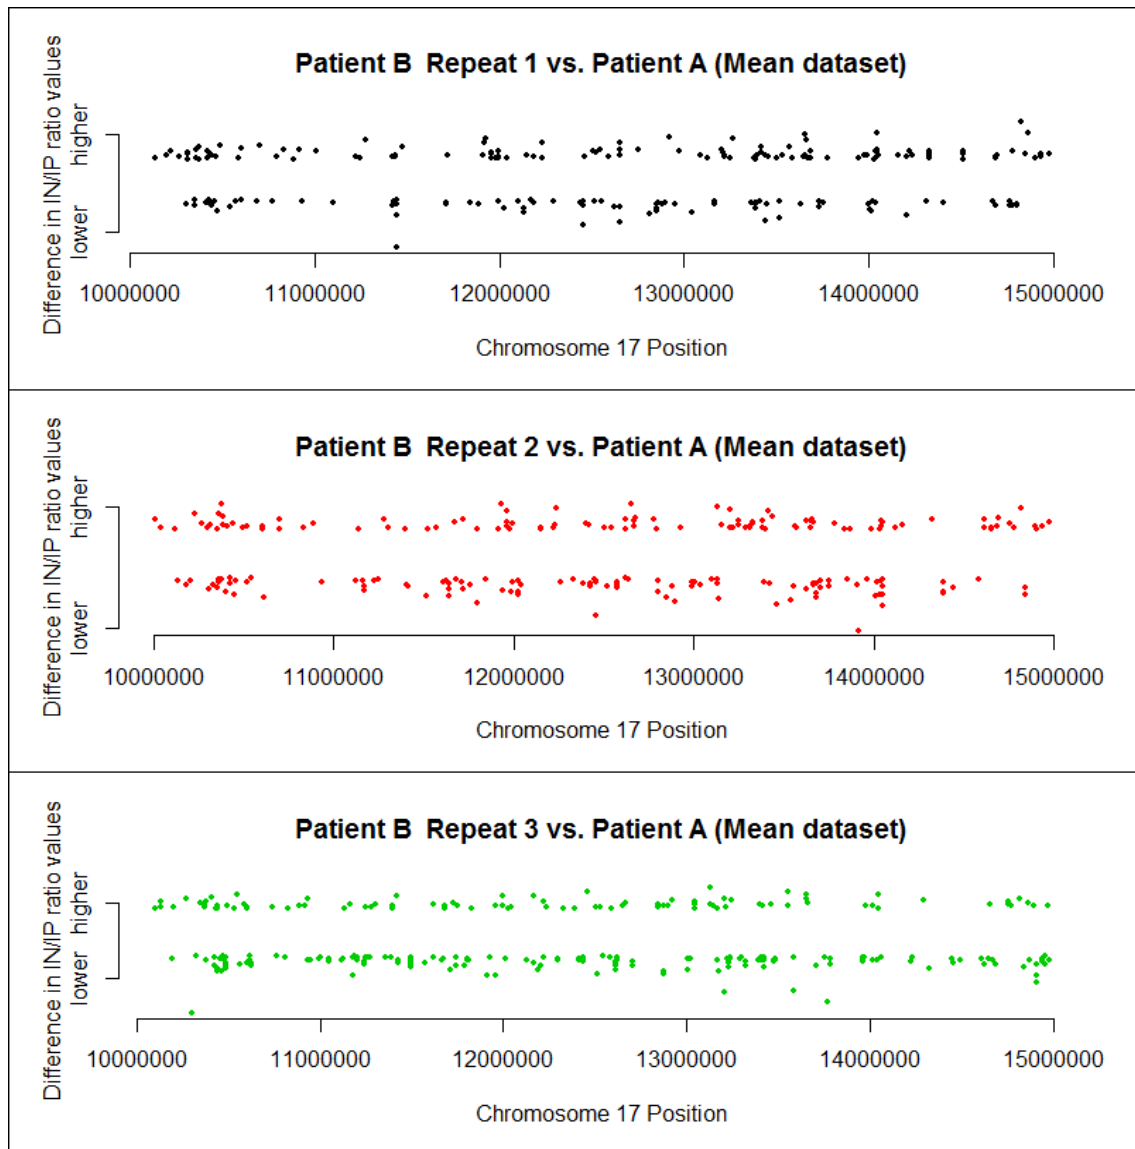 Patient B  Repeat 1 vs. Patient A (Mean dataset)
Difference in IN/IP ratio values
lower higher
10000000 11000000 12000000 13000000 14000000 15000000
Chromosome 17 Position
Patient B  Repeat 2 vs. Patient A (Mean dataset)
Difference in IN/IP ratio values
lower higher
10000000 11000000 12000000 13000000 14000000 15000000
Chromosome 17 Position
Patient B  Repeat 3 vs. Patient A (Mean dataset)
Difference in IN/IP ratio values
lower higher
10000000 11000000 12000000 13000000 14000000 15000000
Chromosome 17 Position